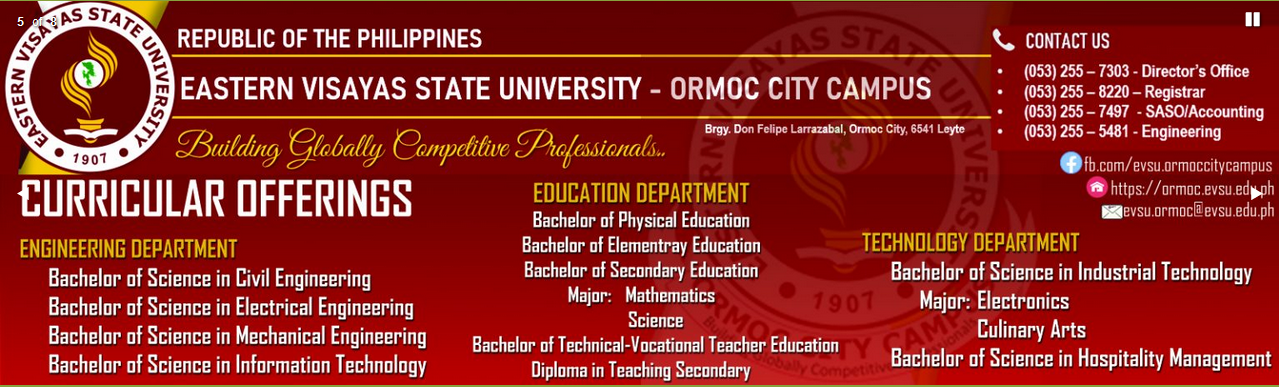 5 of 8
EASTERN VISAYAS STATE UNIVERSITY
1907
REPUBLIC OF THE PHILIPPINES
EASTERN VISAYAS STATE UNIVERSITY - ORMOC CITY CAMPUS
Brgy. Don Felipe Larrazabal, Ormoc City, 6541 Leyte
Building Globally Competitive Professionals..
CONTACT US
• (053) 255 – 7303 - Director's Office
• (053) 255 – 8220 – Registrar
• (053) 255 – 7497 - SASO/Accounting
• (053) 255 – 5481 - Engineering
fb.com/evsu.ormoccitycampus
https://ormoc.evsu.edu.ph
evsu.ormoc@evsu.edu.ph
CURRICULAR OFFERINGS
ENGINEERING DEPARTMENT
Bachelor of Science in Civil Engineering
Bachelor of Science in Electrical Engineering
Bachelor of Science in Mechanical Engineering
Bachelor of Science in Information Technology
EDUCATION DEPARTMENT
Bachelor of Physical Education
Bachelor of Elementray Education
Bachelor of Secondary Education
Major: Mathematics
Science
Bachelor of Technical-Vocational Teacher Education
Diploma in Teaching Secondary
TECHNOLOGY DEPARTMENT
Bachelor of Science in Industrial Technology
Major: Electronics
Culinary Arts
Bachelor of Science in Hospitality Management
1907
ORMOC CITY CAMPUS